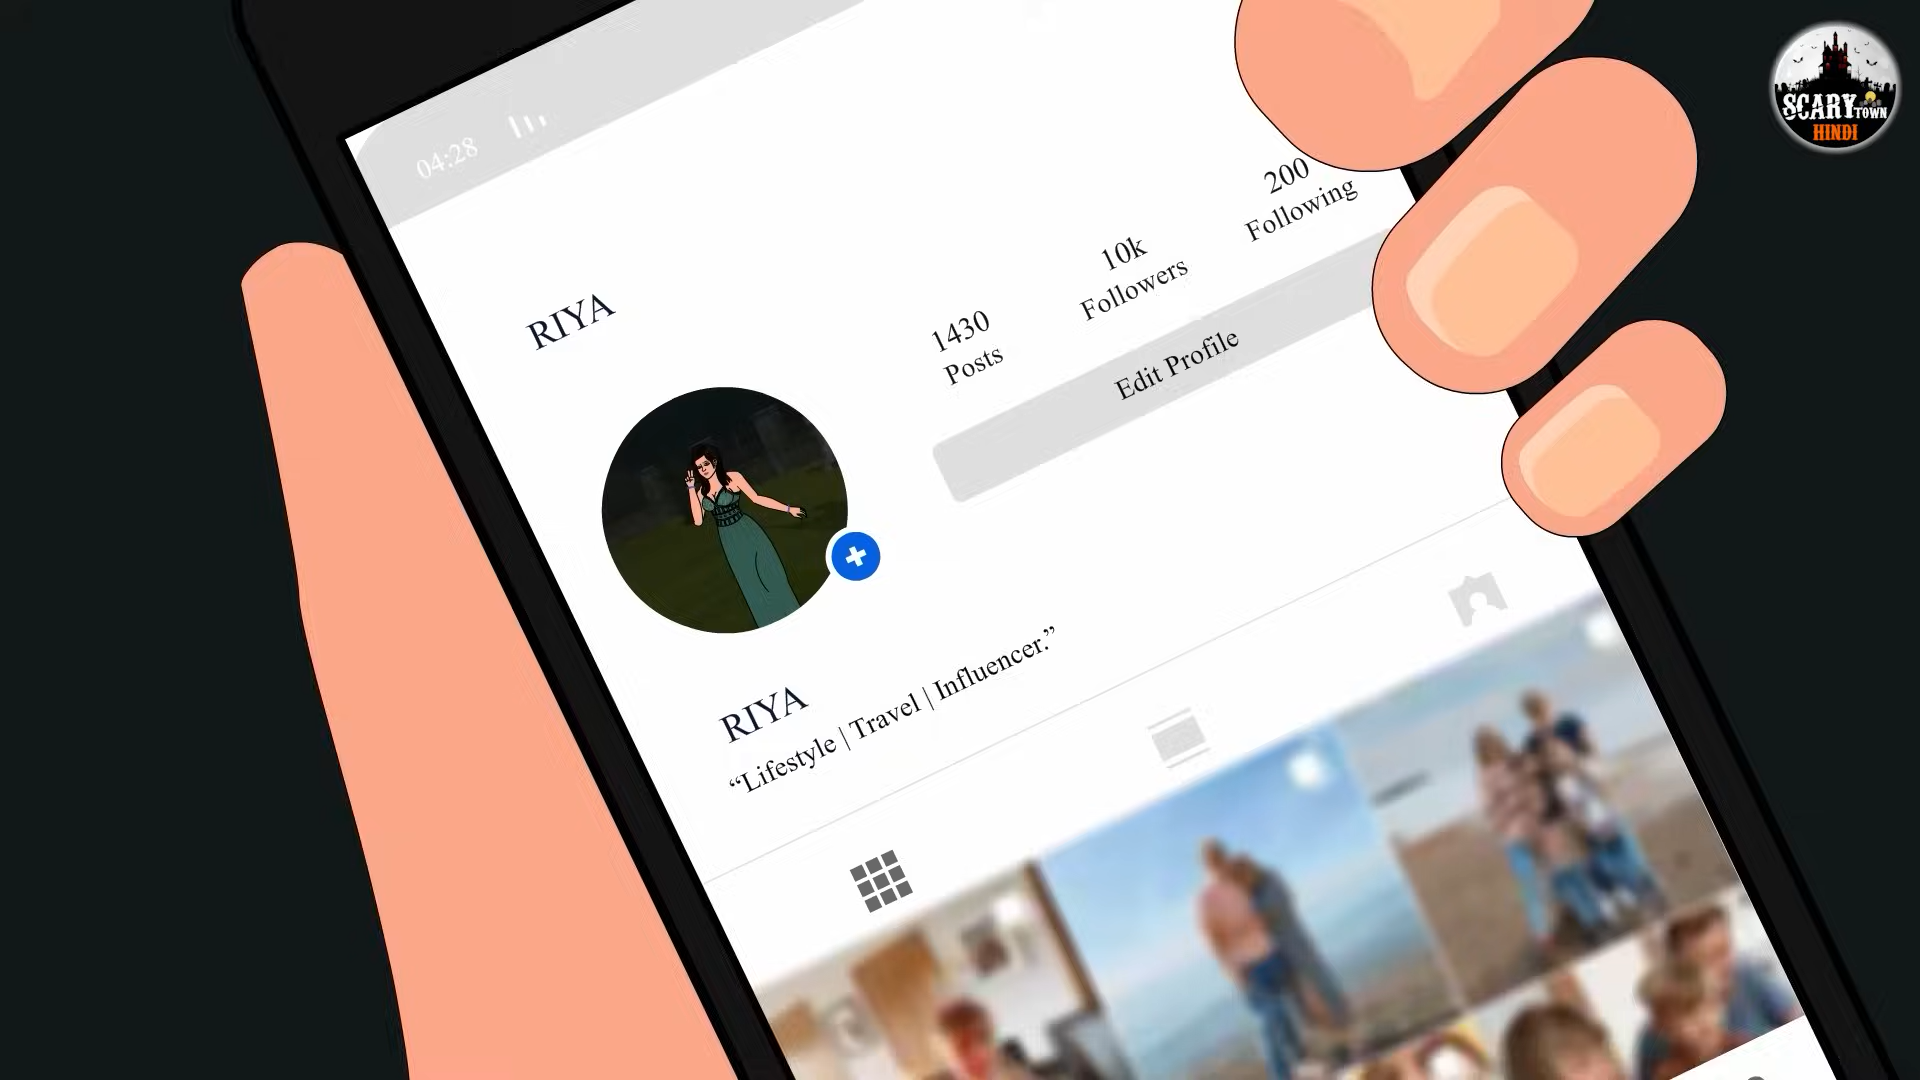 04:28
RIYA
1430
Posts
10k
Followers
200
Following
Edit Profile
RIYA
“Lifestyle | Travel | Influencer.”
SCARY TOWN
HINDI